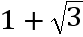 1 + √3